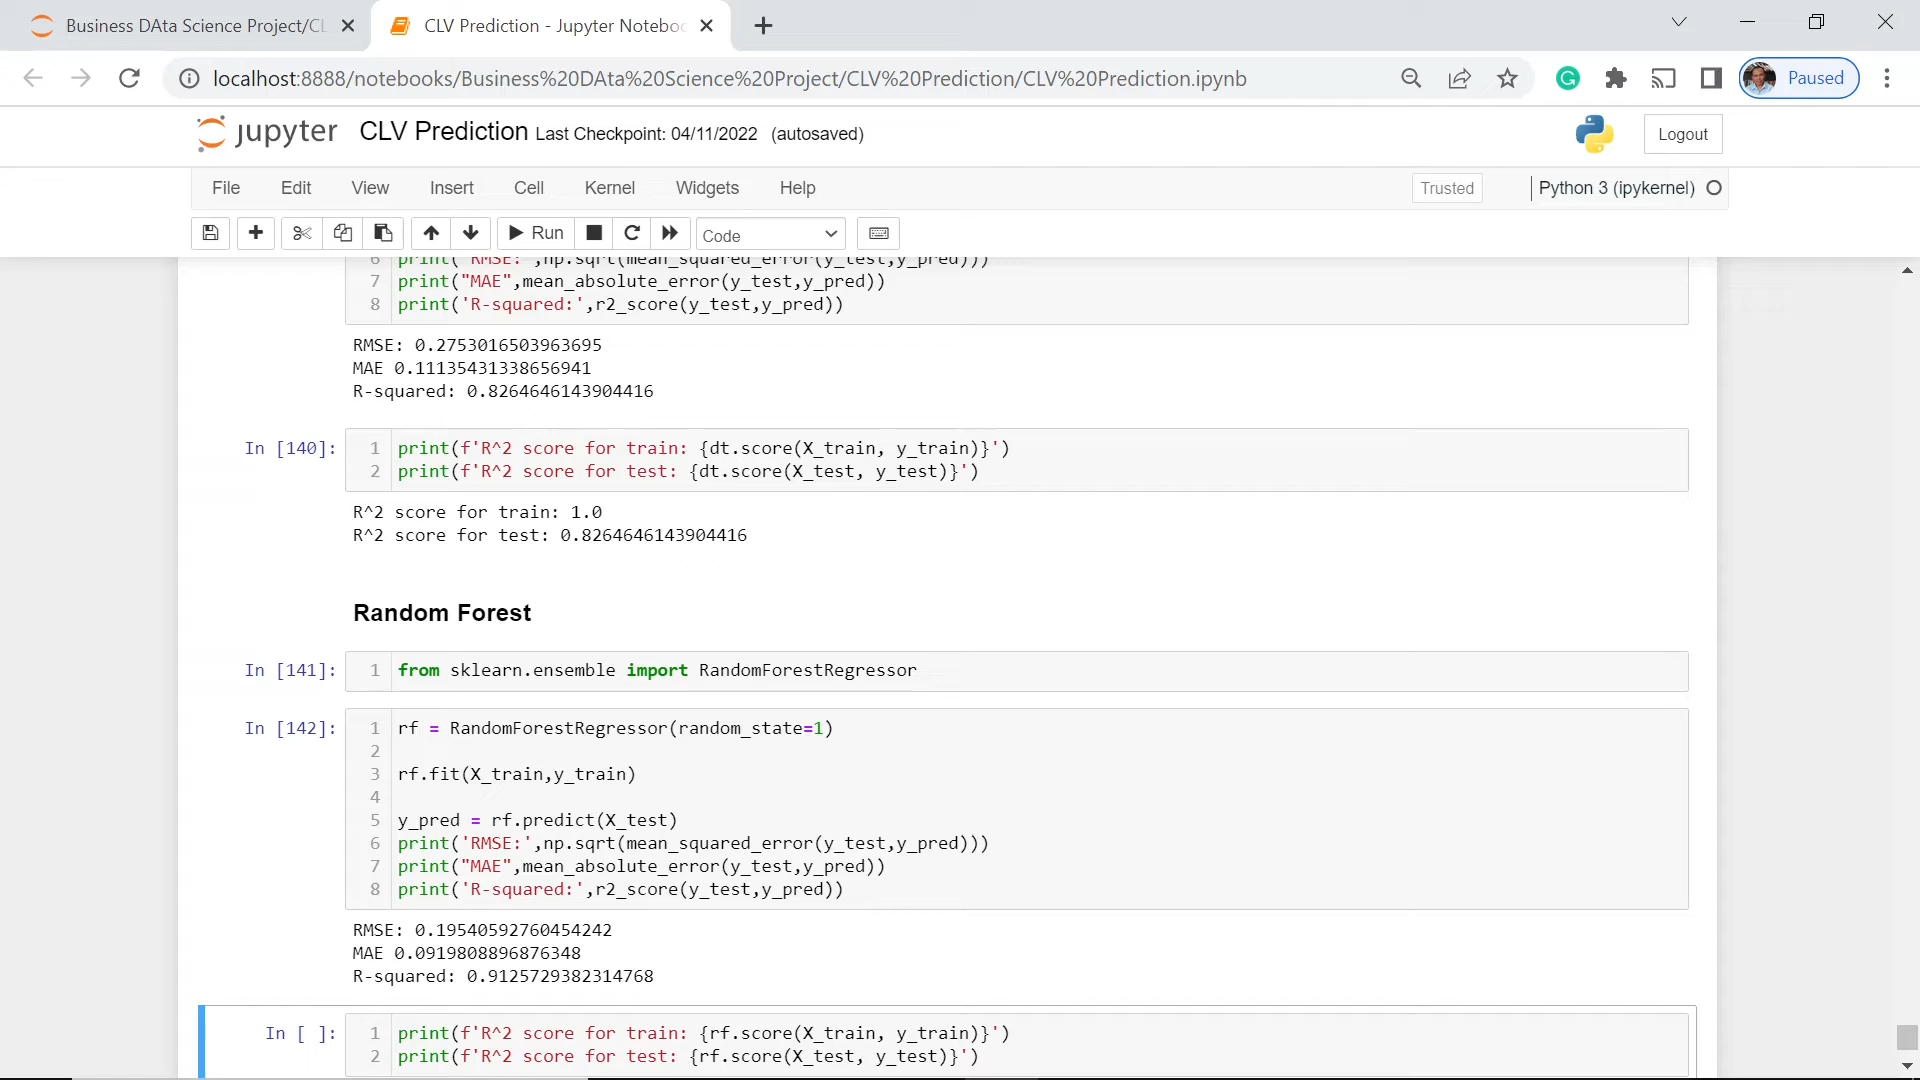 Business DAta Science Project/CL
CLV Prediction - Jupyter Noteboo
localhost:8888/notebooks/Business%20DAta%20Science%20Project/CLV%20Prediction/CLV%20Prediction.ipynb
Paused
jupyter CLV Prediction Last Checkpoint: 04/11/2022 (autosaved)
Logout
File Edit View Insert Cell Kernel Widgets Help
Trusted
Python 3 (ipykernel)
Run
Code
6 print('RMSE:',np.sqrt(mean_squared_error(y_test,y_pred)))
7 print("MAE",mean_absolute_error(y_test,y_pred))
8 print('R-squared:',r2_score(y_test,y_pred))
RMSE: 0.2753016503963695
MAE 0.11135431338656941
R-squared: 0.8264646143904416
In [140]:
1 print(f'R^2 score for train: {dt.score(X_train, y_train)}')
2 print(f'R^2 score for test: {dt.score(X_test, y_test)}')
R^2 score for train: 1.0
R^2 score for test: 0.8264646143904416
Random Forest
In [141]:
1 from sklearn.ensemble import RandomForestRegressor
In [142]:
1 rf = RandomForestRegressor(random_state=1)
2
3 rf.fit(X_train,y_train)
4
5 y_pred = rf.predict(X_test)
6 print('RMSE:',np.sqrt(mean_squared_error(y_test,y_pred)))
7 print("MAE",mean_absolute_error(y_test,y_pred))
8 print('R-squared:',r2_score(y_test,y_pred))
RMSE: 0.19540592760454242
MAE 0.0919808896876348
R-squared: 0.9125729382314768
In [ ]:
1 print(f'R^2 score for train: {rf.score(X_train, y_train)}')
2 print(f'R^2 score for test: {rf.score(X_test, y_test)}')